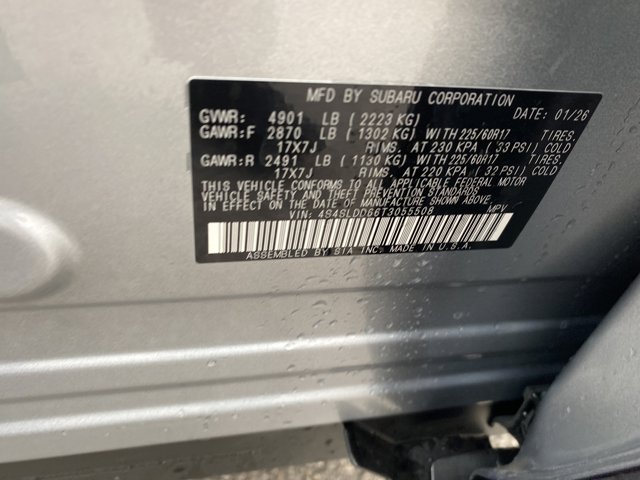 MFD BY SUBARU CORPORATION
GVWR: 4901 LB ( 2223 KG) DATE: 01/26
GAWR:F 2870 LB ( 1302 KG) WITH 225/60R17 TIRES.
17X7J RIMS. AT 230 KPA ( 33 PSI) COLD
GAWR:R 2491 LB ( 1130 KG) WITH 225/60R17 TIRES.
17X7J RIMS. AT 220 KPA ( 32 PSI) COLD
THIS VEHICLE CONFORMS TO ALL APPLICABLE FEDERAL MOTOR
VEHICLE SAFETY AND THEFT PREVENTION STANDARDS IN EFFECT ON
THE DATE OF MANUFACTURE SHOWN ABOVE.
VIN: 4S4SLDD66T3055508 MPV
ASSEMBLED BY SIA INC. MADE IN U.S.A.